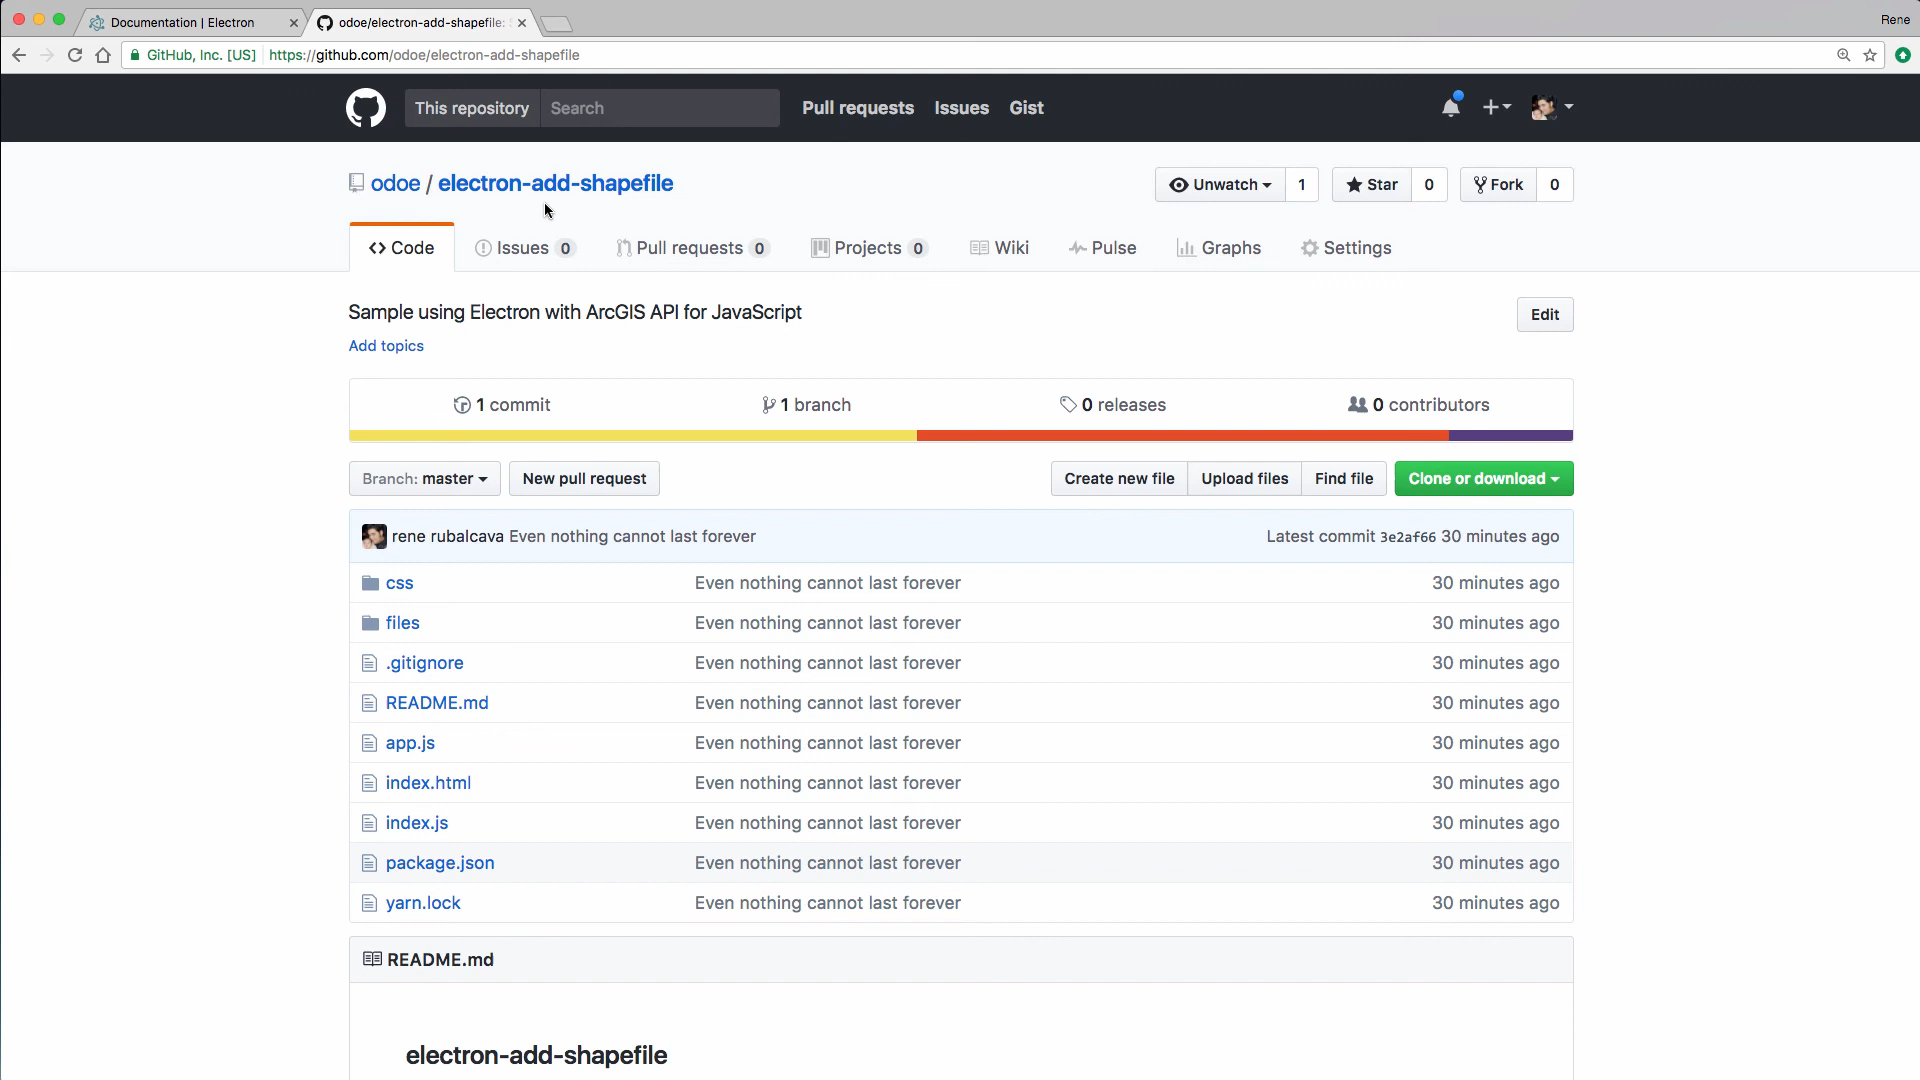 Documentation | Electron
odoe/electron-add-shapefile:
Rene
GitHub, Inc. [US] https://github.com/odoe/electron-add-shapefile
This repository Search Pull requests Issues Gist
odoe / electron-add-shapefile
Unwatch 1 Star 0 Fork 0
Code Issues 0 Pull requests 0 Projects 0 Wiki Pulse Graphs Settings
Sample using Electron with ArcGIS API for JavaScript
Edit
Add topics
1 commit 1 branch 0 releases 0 contributors
Branch: master New pull request Create new file Upload files Find file Clone or download
rene rubalcava Even nothing cannot last forever Latest commit 3e2af66 30 minutes ago
css Even nothing cannot last forever 30 minutes ago
files Even nothing cannot last forever 30 minutes ago
.gitignore Even nothing cannot last forever 30 minutes ago
README.md Even nothing cannot last forever 30 minutes ago
app.js Even nothing cannot last forever 30 minutes ago
index.html Even nothing cannot last forever 30 minutes ago
index.js Even nothing cannot last forever 30 minutes ago
package.json Even nothing cannot last forever 30 minutes ago
yarn.lock Even nothing cannot last forever 30 minutes ago
README.md
electron-add-shapefile